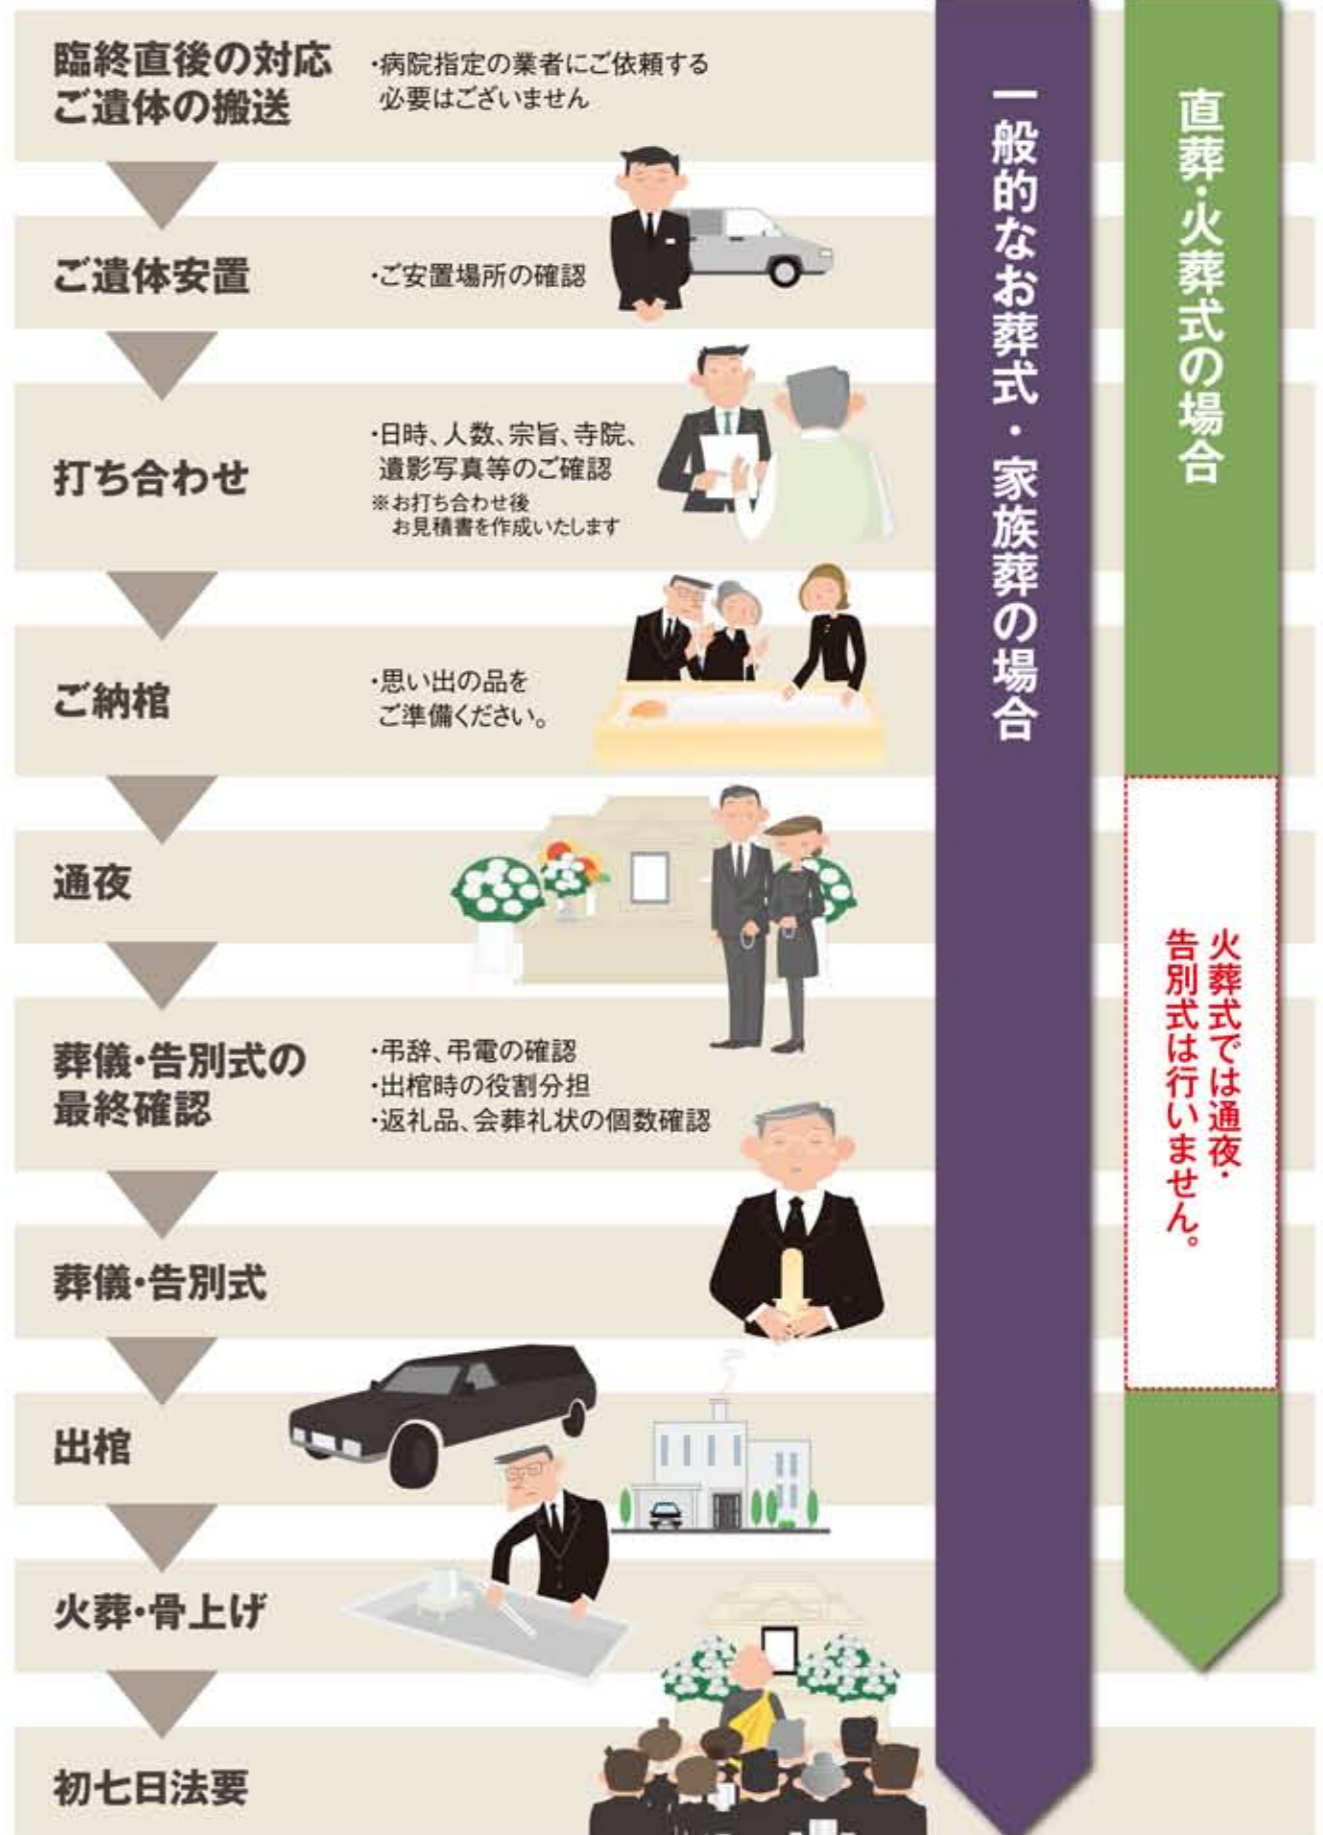 臨終直後の対応
ご遺体の搬送
・病院指定の業者にご依頼する
必要はございません
ご遺体安置
・ご安置場所の確認
打ち合わせ
・日時、人数、宗旨、寺院、
遺影写真等のご確認
※お打ち合わせ後
お見積書を作成いたします
ご納棺
・思い出の品を
ご準備ください。
通夜
葬儀・告別式の
最終確認
・弔辞、弔電の確認
・出棺時の役割分担
・返礼品、会葬礼状の個数確認
葬儀・告別式
出棺
火葬・骨上げ
初七日法要
一般的なお葬式・家族葬の場合
直葬・火葬式の場合
火葬式では通夜・
告別式は行いません。